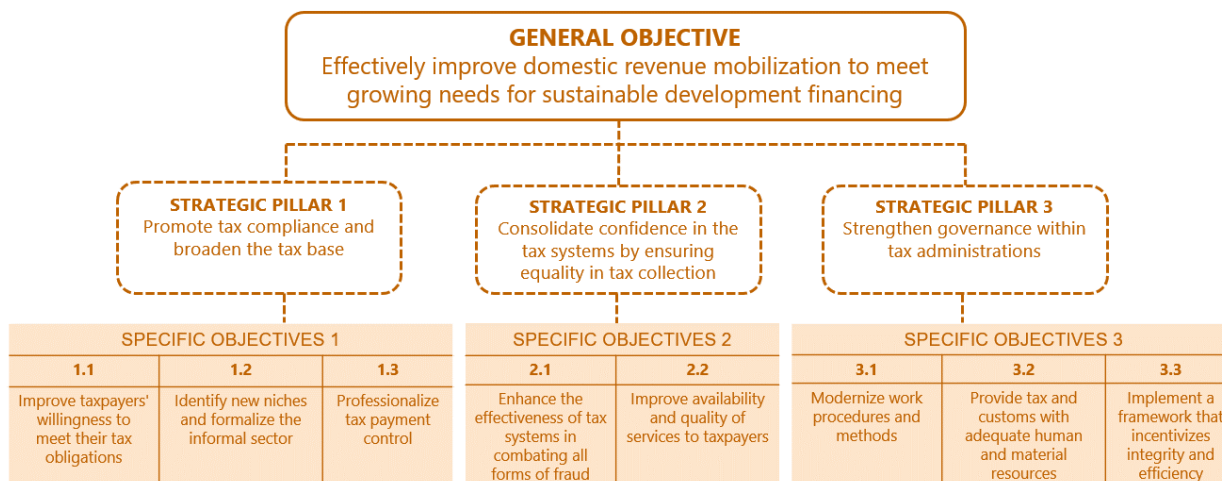 GENERAL OBJECTIVE
Effectively improve domestic revenue mobilization to meet
growing needs for sustainable development financing
STRATEGIC PILLAR 1
Promote tax compliance and
broaden the tax base
STRATEGIC PILLAR 2
Consolidate confidence in the
tax systems by ensuring
equality in tax collection
STRATEGIC PILLAR 3
Strengthen governance within
tax administrations
SPECIFIC OBJECTIVES 1
1.1
Improve taxpayers'
willingness to
meet their tax
obligations
1.2
Identify new niches
and formalize the
informal sector
1.3
Professionalize
tax payment
control
SPECIFIC OBJECTIVES 2
2.1
Enhance the
effectiveness of tax
systems in
combating all
forms of fraud
2.2
Improve availability
and quality of
services to taxpayers
SPECIFIC OBJECTIVES 3
3.1
Modernize work
procedures and
methods
3.2
Provide tax and
customs with
adequate human
and material
resources
3.3
Implement a
framework that
incentivizes
integrity and
efficiency